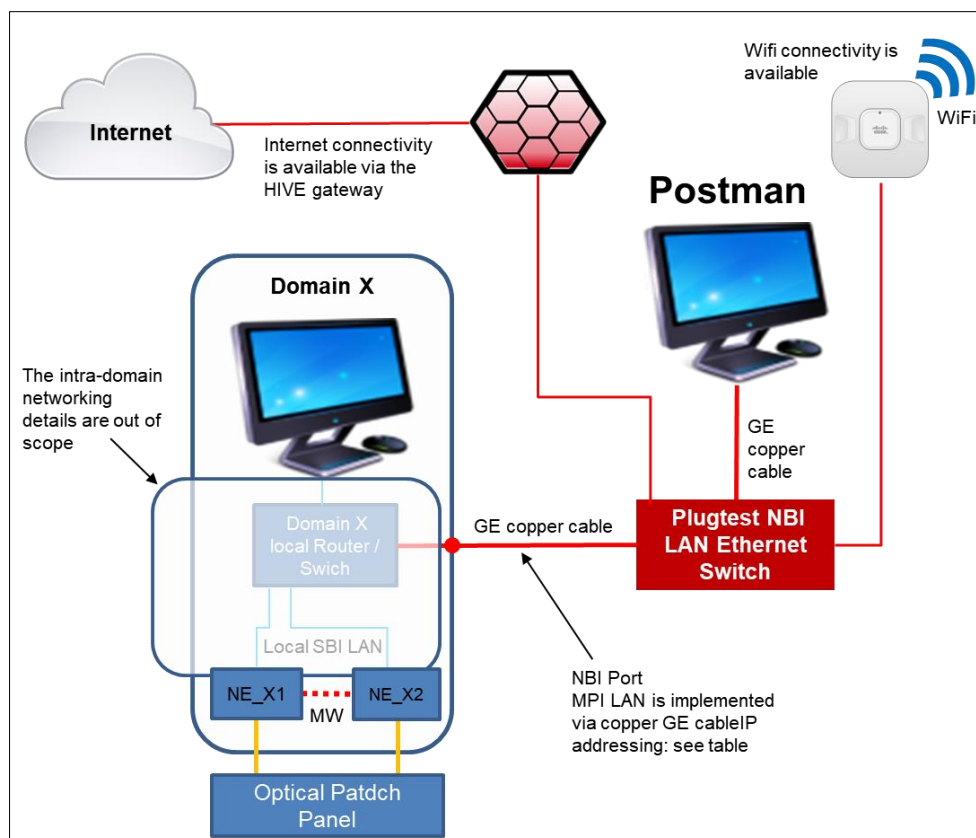 Wifi connectivity is
available
WiFi
Internet
Internet connectivity
is available via the
HIVE gateway
Postman
Domain X
The intra-domain
networking
details are out of
scope
GE
copper
cable
Domain X
local Router /
Swich
GE copper cable
Plugtest NBI
LAN Ethernet
Switch
Local SBI LAN
NE_X1
MW
NE_X2
NBI Port
MPI LAN is implemented
via copper GE cableIP
addressing: see table
Optical Patdch
Panel